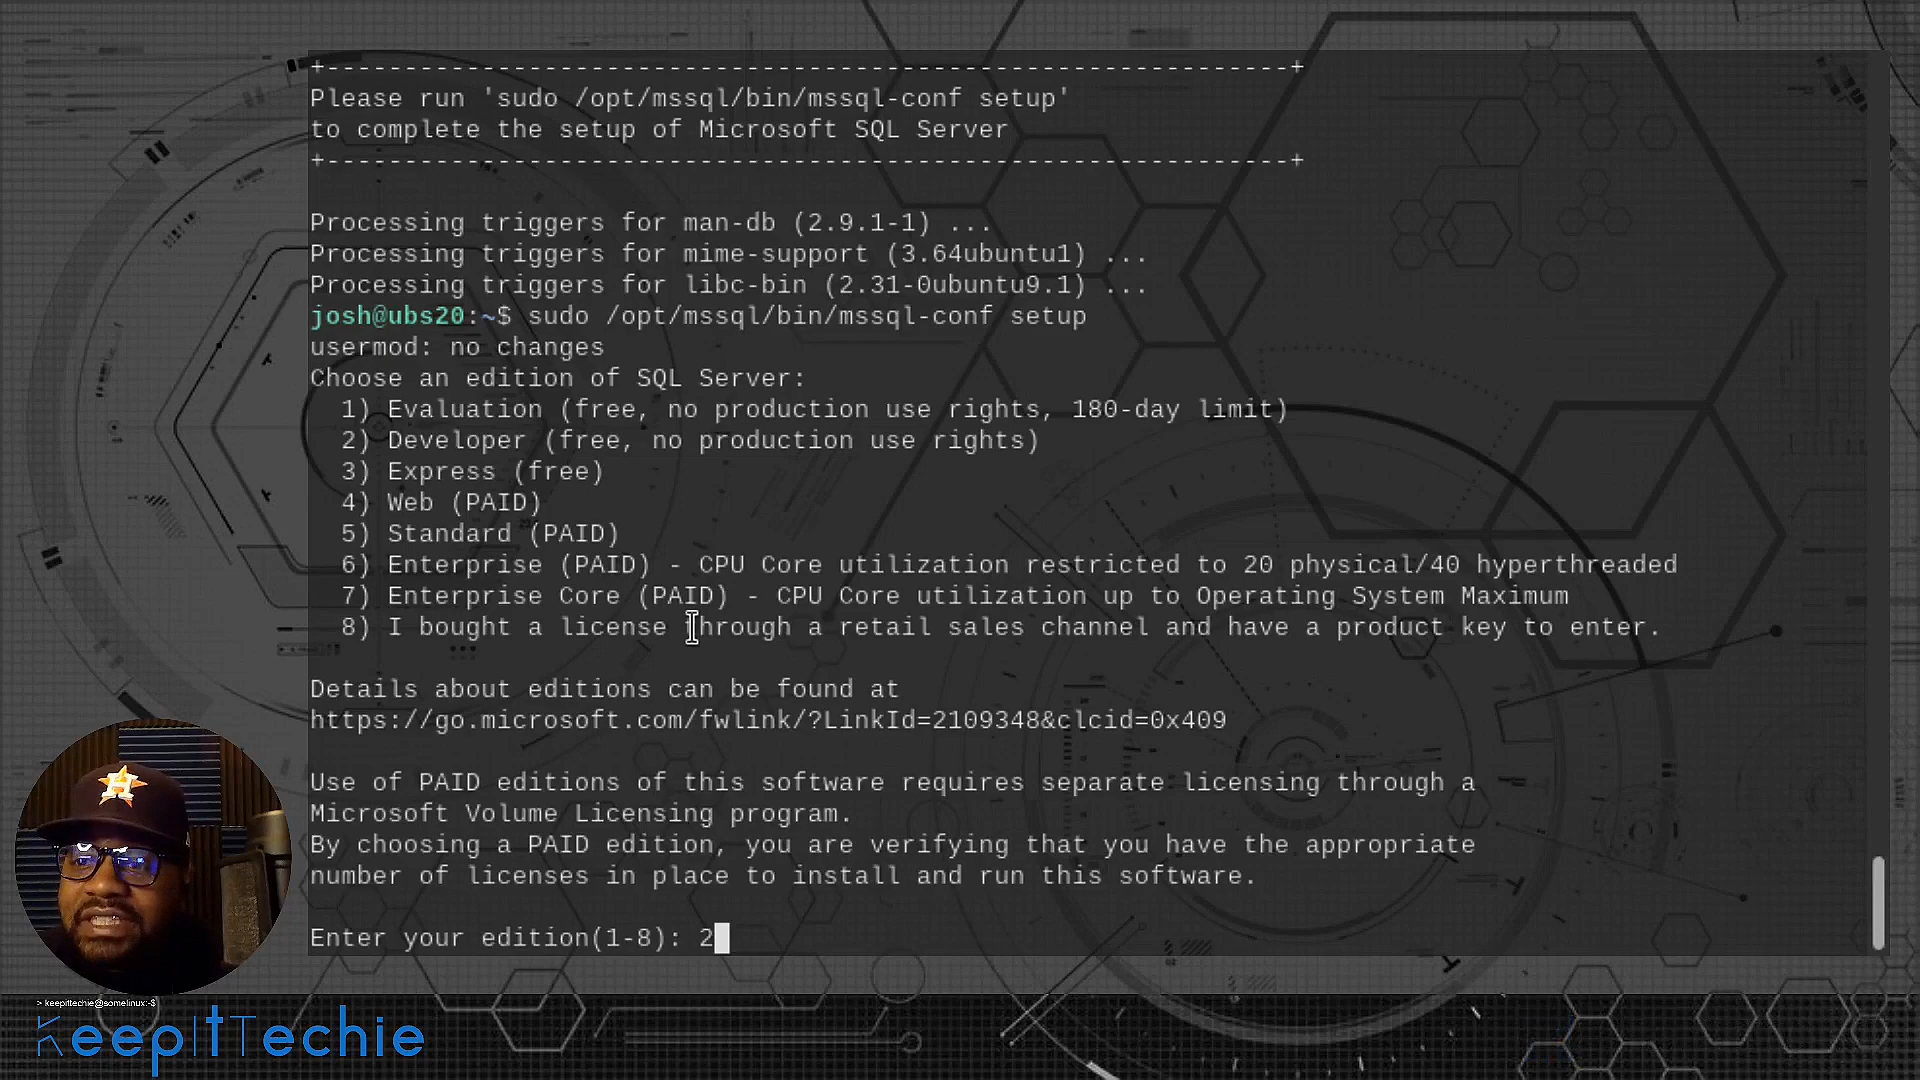 +--------------------------------------------------------------+
Please run 'sudo /opt/mssql/bin/mssql-conf setup'
to complete the setup of Microsoft SQL Server
+--------------------------------------------------------------+
Processing triggers for man-db (2.9.1-1) ...
Processing triggers for mime-support (3.64ubuntu1) ...
Processing triggers for libc-bin (2.31-0ubuntu9.1) ...
josh@ubs20:~$ sudo /opt/mssql/bin/mssql-conf setup
usermod: no changes
Choose an edition of SQL Server:
  1) Evaluation (free, no production use rights, 180-day limit)
  2) Developer (free, no production use rights)
  3) Express (free)
  4) Web (PAID)
  5) Standard (PAID)
  6) Enterprise (PAID) - CPU Core utilization restricted to 20 physical/40 hyperthreaded
  7) Enterprise Core (PAID) - CPU Core utilization up to Operating System Maximum
  8) I bought a license through a retail sales channel and have a product key to enter.
Details about editions can be found at
https://go.microsoft.com/fwlink/?LinkId=2109348&clcid=0x409
Use of PAID editions of this software requires separate licensing through a
Microsoft Volume Licensing program.
By choosing a PAID edition, you are verifying that you have the appropriate
number of licenses in place to install and run this software.
Enter your edition(1-8): 2
> keepittechie@somelinux:-$
KeepItTechie